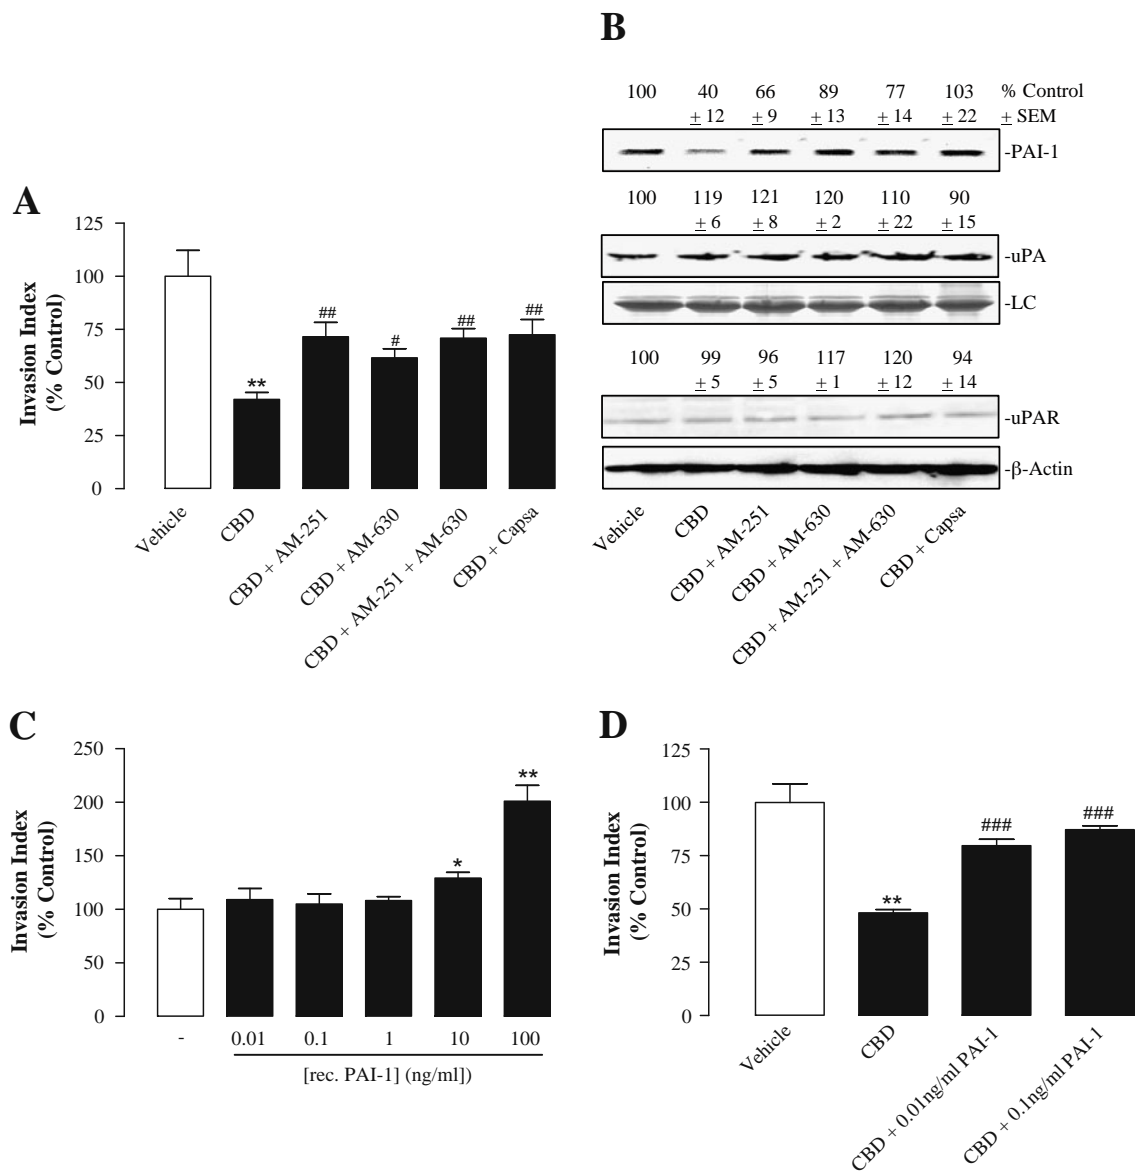 A
125
100
75
50
25
0
Invasion Index
(% Control)
**
##
#
##
##
Vehicle
CBD
CBD + AM-251
CBD + AM-630
CBD + AM-251 + AM-630
CBD + Capsa
B
100 40 66 89 77 103 % Control
± 12 ± 9 ± 13 ± 14 ± 22 ± SEM
-PAI-1
100 119 121 120 110 90
± 6 ± 8 ± 2 ± 22 ± 15
-uPA
-LC
100 99 96 117 120 94
± 5 ± 5 ± 1 ± 12 ± 14
-uPAR
-β-Actin
Vehicle
CBD
CBD + AM-251
CBD + AM-630
CBD + AM-251 + AM-630
CBD + Capsa
C
250
200
150
100
50
0
Invasion Index
(% Control)
*
**
- 0.01 0.1 1 10 100
[rec. PAI-1] (ng/ml])
D
125
100
75
50
25
0
Invasion Index
(% Control)
**
###
###
Vehicle
CBD
CBD + 0.01ng/ml PAI-1
CBD + 0.1ng/ml PAI-1